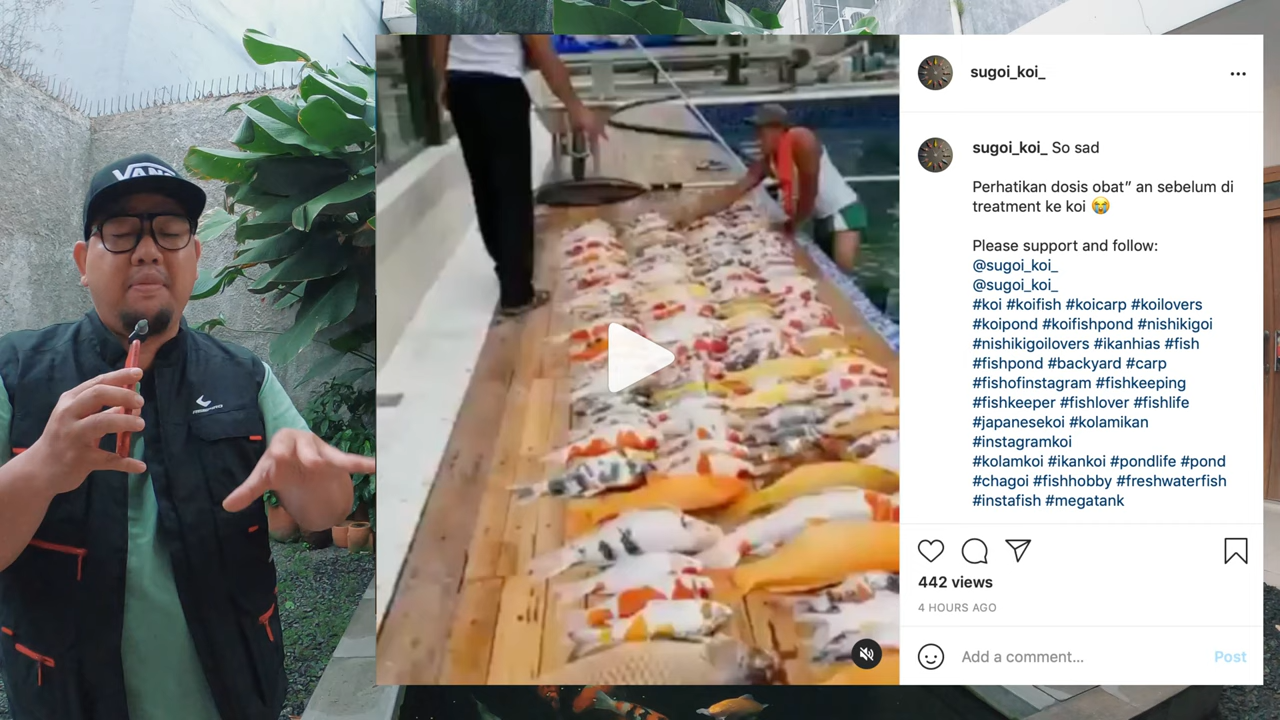 VANS
sugoi_koi_
sugoi_koi_ So sad
Perhatikan dosis obat” an sebelum di
treatment ke koi
Please support and follow:
@sugoi_koi_
@sugoi_koi_
#koi #koifish #koicarp #koilovers
#koipond #koifishpond #nishikigoi
#nishikigoilovers #ikanhias #fish
#fishpond #backyard #carp
#fishofinstagram #fishkeeping
#fishkeeper #fishlover #fishlife
#japanesekoi #kolamikan
#instagramkoi
#kolamkoi #ikankoi #pondlife #pond
#chagoi #fishhobby #freshwaterfish
#instafish #megatank
442 views
4 HOURS AGO
Add a comment...
Post